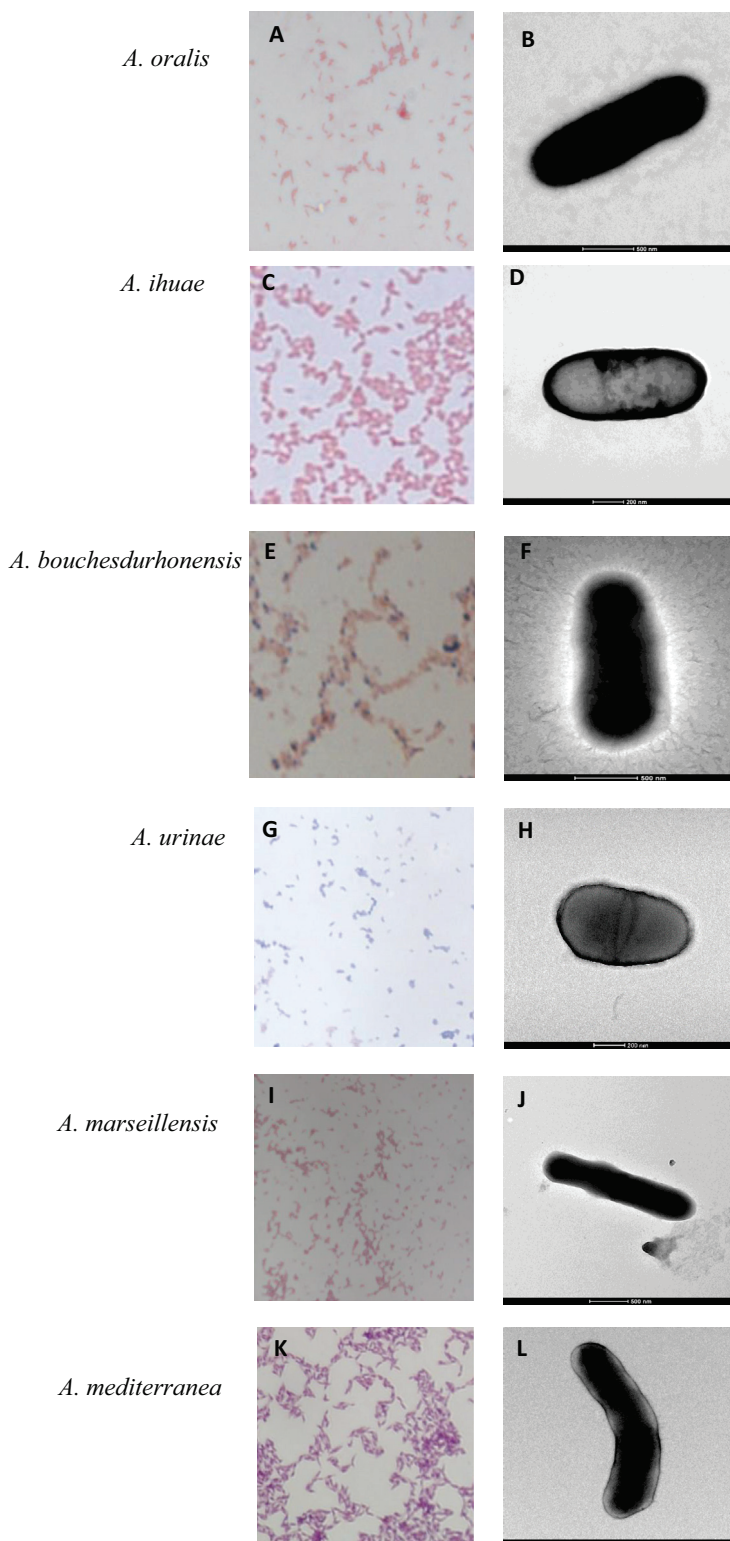 A. oralis
A
B
500 nm
A. ihuae
C
D
200 nm
A. bouchesdurhonensis
E
F
500 nm
A. urinae
G
H
200 nm
A. marseillensis
I
J
500 nm
A. mediterranea
K
L